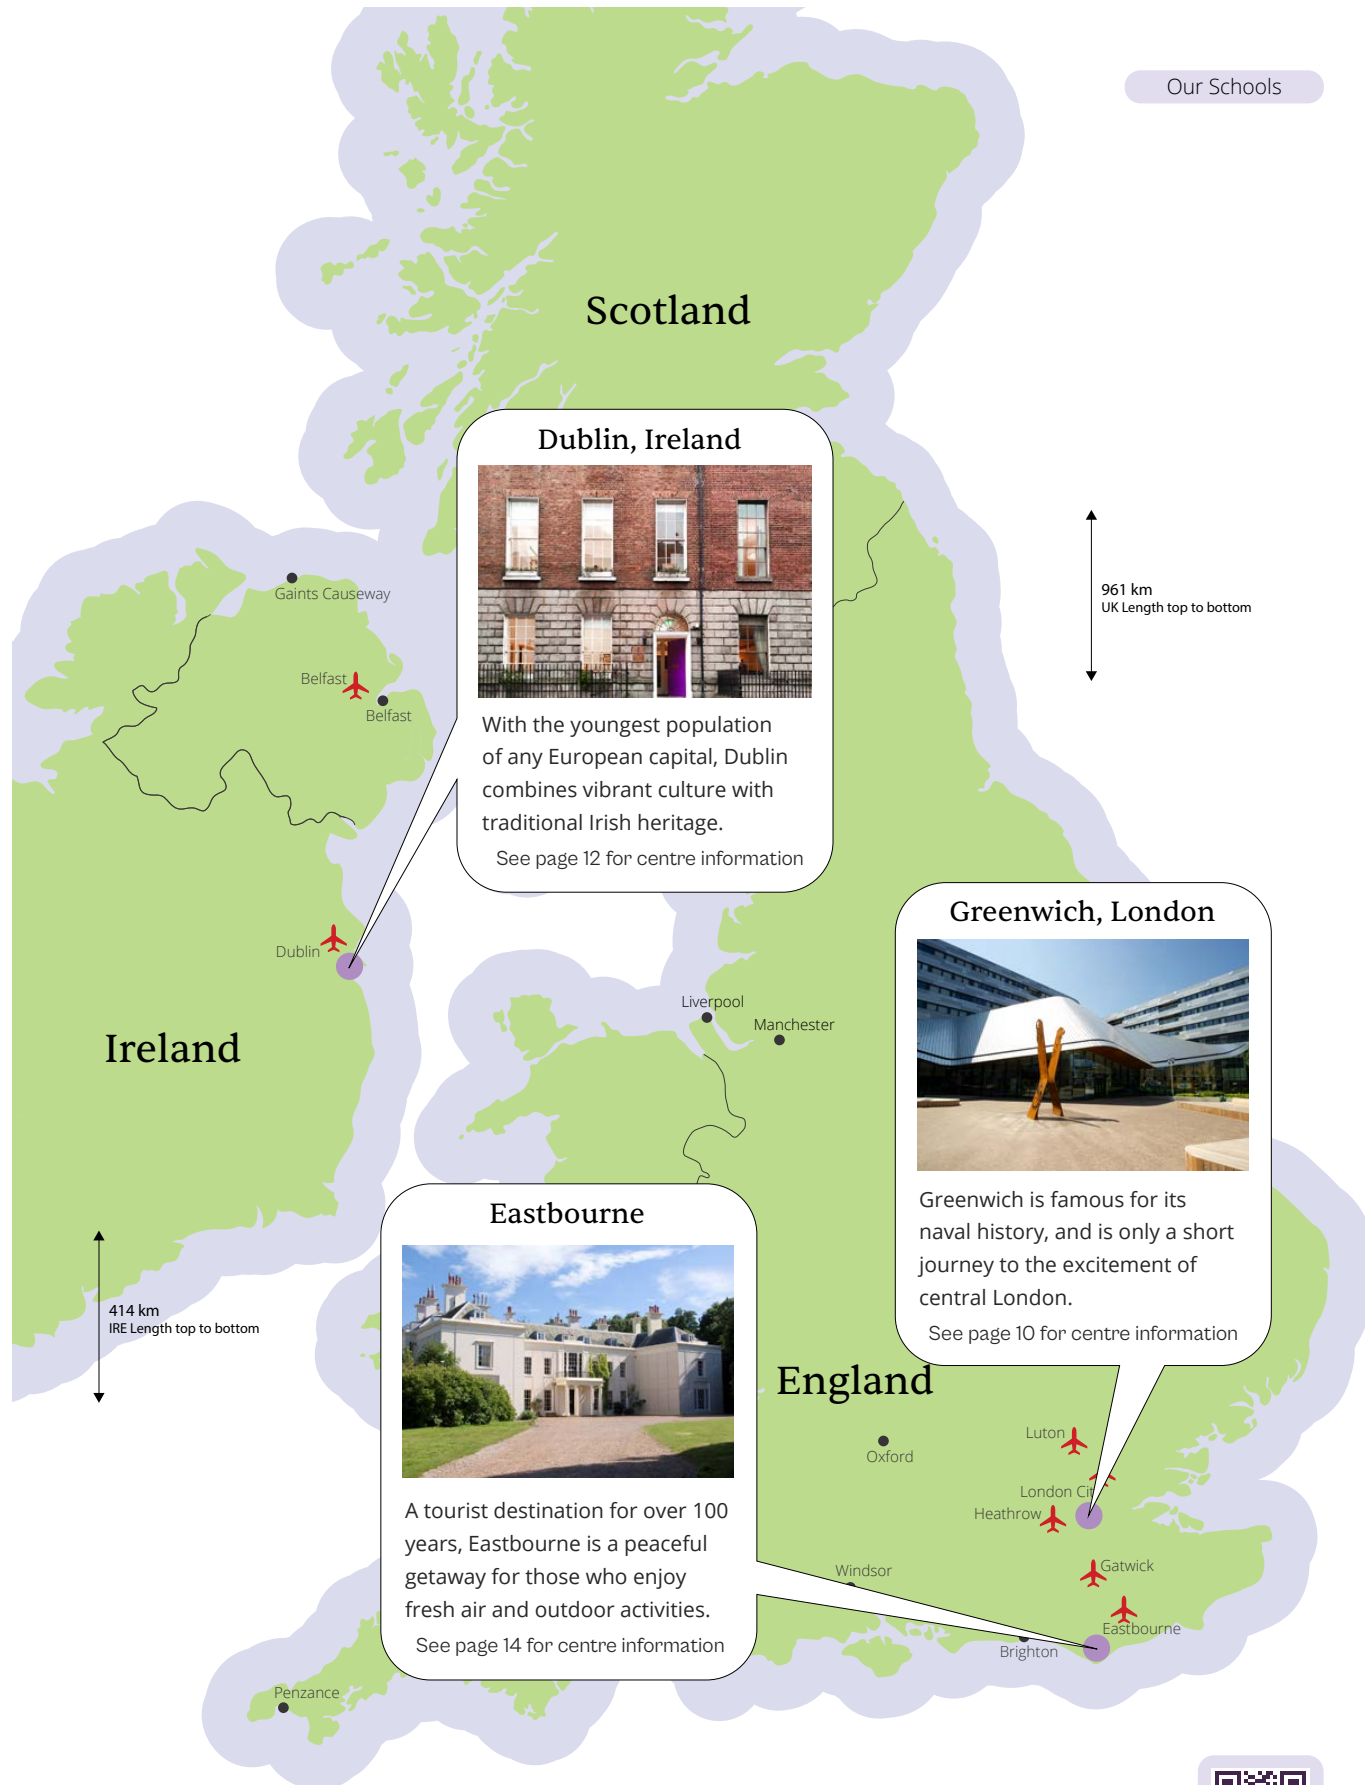 Our Schools
Scotland
Dublin, Ireland
With the youngest population
of any European capital, Dublin
combines vibrant culture with
traditional Irish heritage.
See page 12 for centre information
961 km
UK Length top to bottom
Gaints Causeway
Belfast
Belfast
Dublin
Ireland
Liverpool
Manchester
Greenwich, London
Greenwich is famous for its
naval history, and is only a short
journey to the excitement of
central London.
See page 10 for centre information
414 km
IRE Length top to bottom
Eastbourne
A tourist destination for over 100
years, Eastbourne is a peaceful
getaway for those who enjoy
fresh air and outdoor activities.
See page 14 for centre information
England
Oxford
Luton
London Cit
Heathrow
Gatwick
Windsor
Eastbourne
Brighton
Penzance